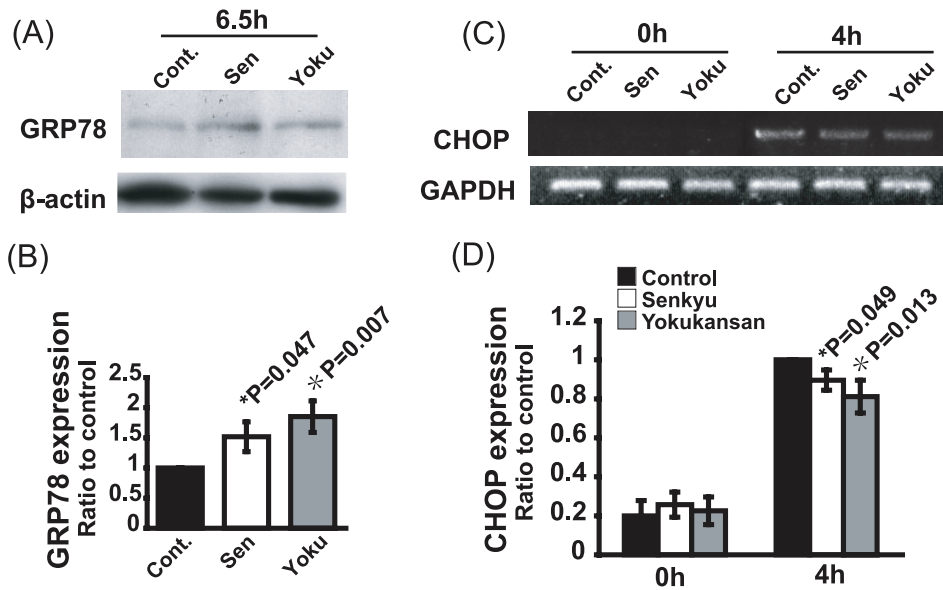 (A)
6.5h
Cont.
Sen
Yoku
GRP78
β-actin
(B)
GRP78 expression
Ratio to control
2.5
2
1.5
1
0.5
0
*P=0.047
*P=0.007
Cont.
Sen
Yoku
(C)
0h
4h
Cont.
Sen
Yoku
Cont.
Sen
Yoku
CHOP
GAPDH
(D)
Control
Senkyu
Yokukansan
CHOP expression
Ratio to control
1.2
1
0.8
0.6
0.4
0.2
0
*P=0.049
*P=0.013
0h
4h